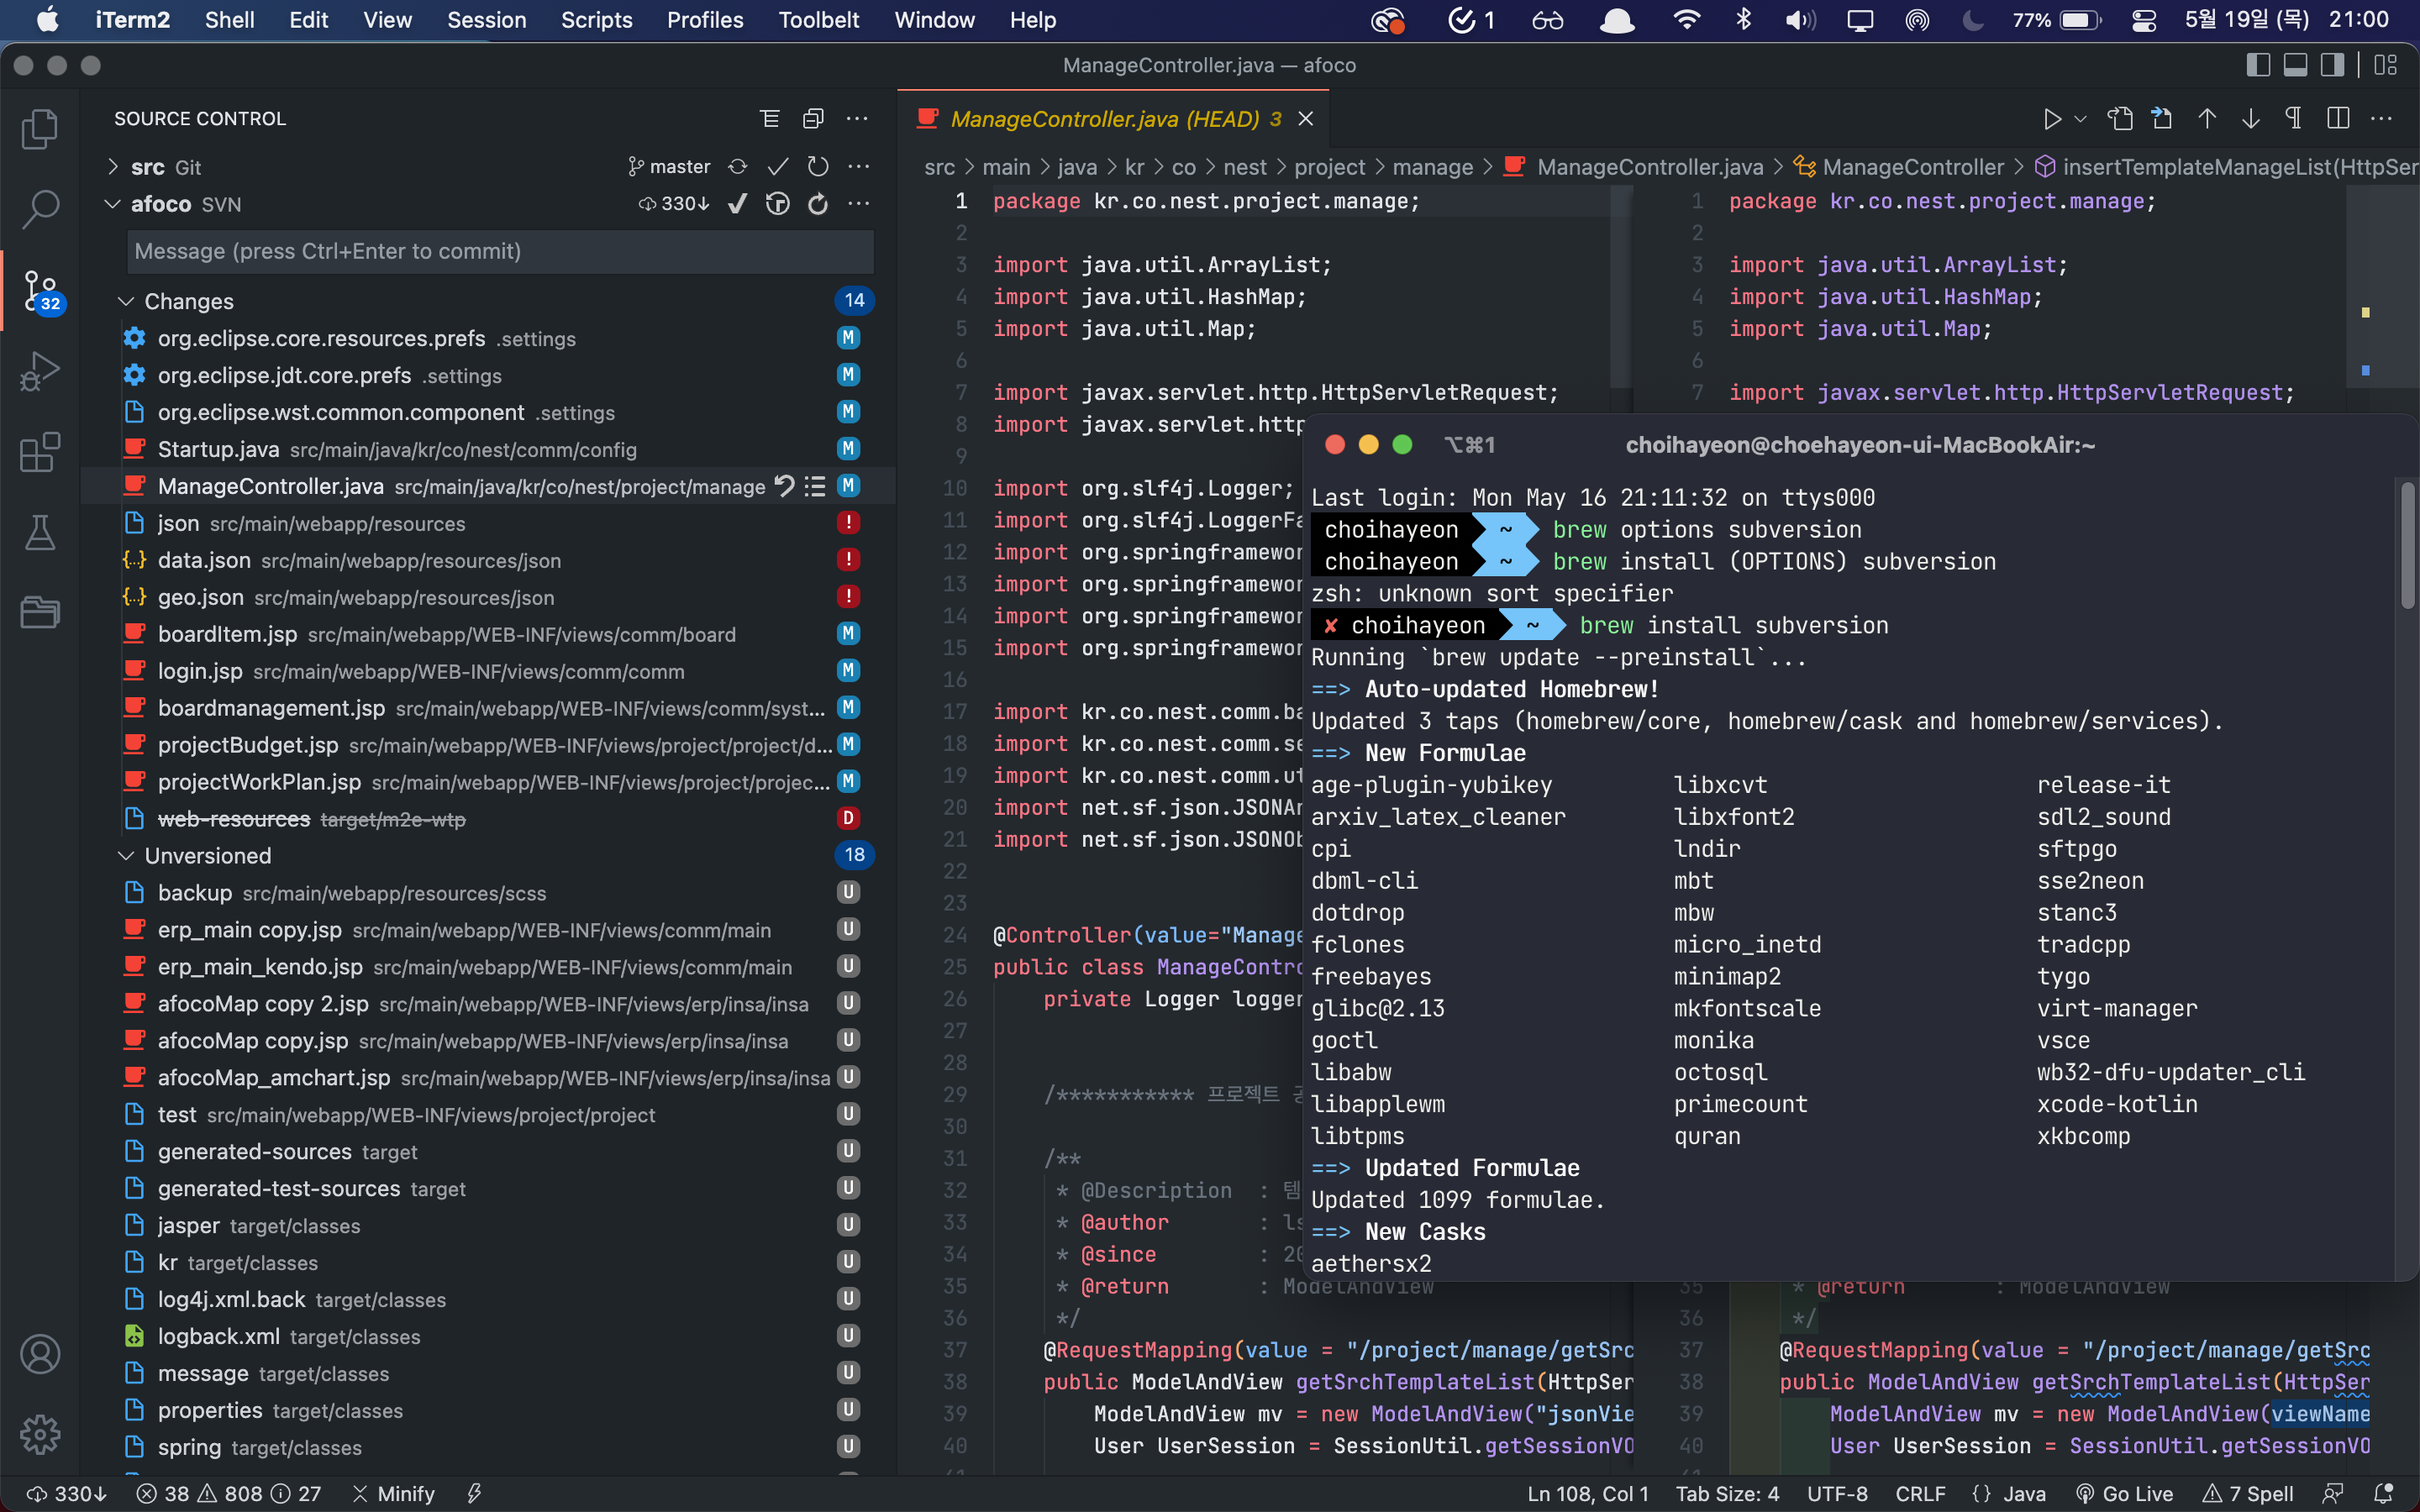 iTerm2 Shell Edit View Session Scripts Profiles Toolbelt Window Help 1 77% 5월 19일 (목) 21:00
ManageController.java — afoco
SOURCE CONTROL
src Git master
afoco SVN 330↓
Message (press Ctrl+Enter to commit)
Changes 14
32
org.eclipse.core.resources.prefs .settings M
org.eclipse.jdt.core.prefs .settings M
org.eclipse.wst.common.component .settings M
Startup.java src/main/java/kr/co/nest/comm/config M
ManageController.java src/main/java/kr/co/nest/project/manage M
json src/main/webapp/resources !
data.json src/main/webapp/resources/json !
geo.json src/main/webapp/resources/json !
boardItem.jsp src/main/webapp/WEB-INF/views/comm/board M
login.jsp src/main/webapp/WEB-INF/views/comm/comm M
boardmanagement.jsp src/main/webapp/WEB-INF/views/comm/syst... M
projectBudget.jsp src/main/webapp/WEB-INF/views/project/project/d... M
projectWorkPlan.jsp src/main/webapp/WEB-INF/views/project/projec... M
web-resources target/m2e-wtp D
Unversioned 18
backup src/main/webapp/resources/scss U
erp_main copy.jsp src/main/webapp/WEB-INF/views/comm/main U
erp_main_kendo.jsp src/main/webapp/WEB-INF/views/comm/main U
afocoMap copy 2.jsp src/main/webapp/WEB-INF/views/erp/insa/insa U
afocoMap copy.jsp src/main/webapp/WEB-INF/views/erp/insa/insa U
afocoMap_amchart.jsp src/main/webapp/WEB-INF/views/erp/insa/insa U
test src/main/webapp/WEB-INF/views/project/project U
generated-sources target U
generated-test-sources target U
jasper target/classes U
kr target/classes U
log4j.xml.back target/classes U
logback.xml target/classes U
message target/classes U
properties target/classes U
spring target/classes U
ManageController.java (HEAD) 3
src > main > java > kr > co > nest > project > manage > ManageController.java > ManageController > insertTemplateManageList(HttpSer
1 package kr.co.nest.project.manage;
2
3 import java.util.ArrayList;
4 import java.util.HashMap;
5 import java.util.Map;
6
7 import javax.servlet.http.HttpServletRequest;
8 import javax.servlet.http
9
10 import org.slf4j.Logger;
11 import org.slf4j.LoggerFa
12 import org.springframewor
13 import org.springframewor
14 import org.springframewor
15 import org.springframewor
16
17 import kr.co.nest.comm.ba
18 import kr.co.nest.comm.se
19 import kr.co.nest.comm.ut
20 import net.sf.json.JSONAr
21 import net.sf.json.JSONOb
22
23
24 @Controller(value="Manage
25 public class ManageContro
26 private Logger logger
27
28
29 /*********** 프로젝트
30
31 /**
32 * @Description : 템
33 * @author : ls
34 * @since : 20
35 * @return : ModelAndView
36 */
37 @RequestMapping(value = "/project/manage/getSrc
38 public ModelAndView getSrchTemplateList(HttpSer
39 ModelAndView mv = new ModelAndView("jsonVie
40 User UserSession = SessionUtil.getSessionVO
1 package kr.co.nest.project.manage;
2
3 import java.util.ArrayList;
4 import java.util.HashMap;
5 import java.util.Map;
6
7 import javax.servlet.http.HttpServletRequest;
35 * @return : ModelAndView
36 */
37 @RequestMapping(value = "/project/manage/getSrc
38 public ModelAndView getSrchTemplateList(HttpSer
39 ModelAndView mv = new ModelAndView(viewName
40 User UserSession = SessionUtil.getSessionVO
⌥⌘1 choihayeon@choehayeon-ui-MacBookAir:~
Last login: Mon May 16 21:11:32 on ttys000
choihayeon ~ brew options subversion
choihayeon ~ brew install (OPTIONS) subversion
zsh: unknown sort specifier
✘ choihayeon ~ brew install subversion
Running `brew update --preinstall`...
==> Auto-updated Homebrew!
Updated 3 taps (homebrew/core, homebrew/cask and homebrew/services).
==> New Formulae
age-plugin-yubikey libxcvt release-it
arxiv_latex_cleaner libxfont2 sdl2_sound
cpi lndir sftpgo
dbml-cli mbt sse2neon
dotdrop mbw stanc3
fclones micro_inetd tradcpp
freebayes minimap2 tygo
glibc@2.13 mkfontscale virt-manager
goctl monika vsce
libabw octosql wb32-dfu-updater_cli
libapplewm primecount xcode-kotlin
libtpms quran xkbcomp
==> Updated Formulae
Updated 1099 formulae.
==> New Casks
aethersx2
330↓ 38 808 27 Minify Ln 108, Col 1 Tab Size: 4 UTF-8 CRLF {} Java Go Live 7 Spell